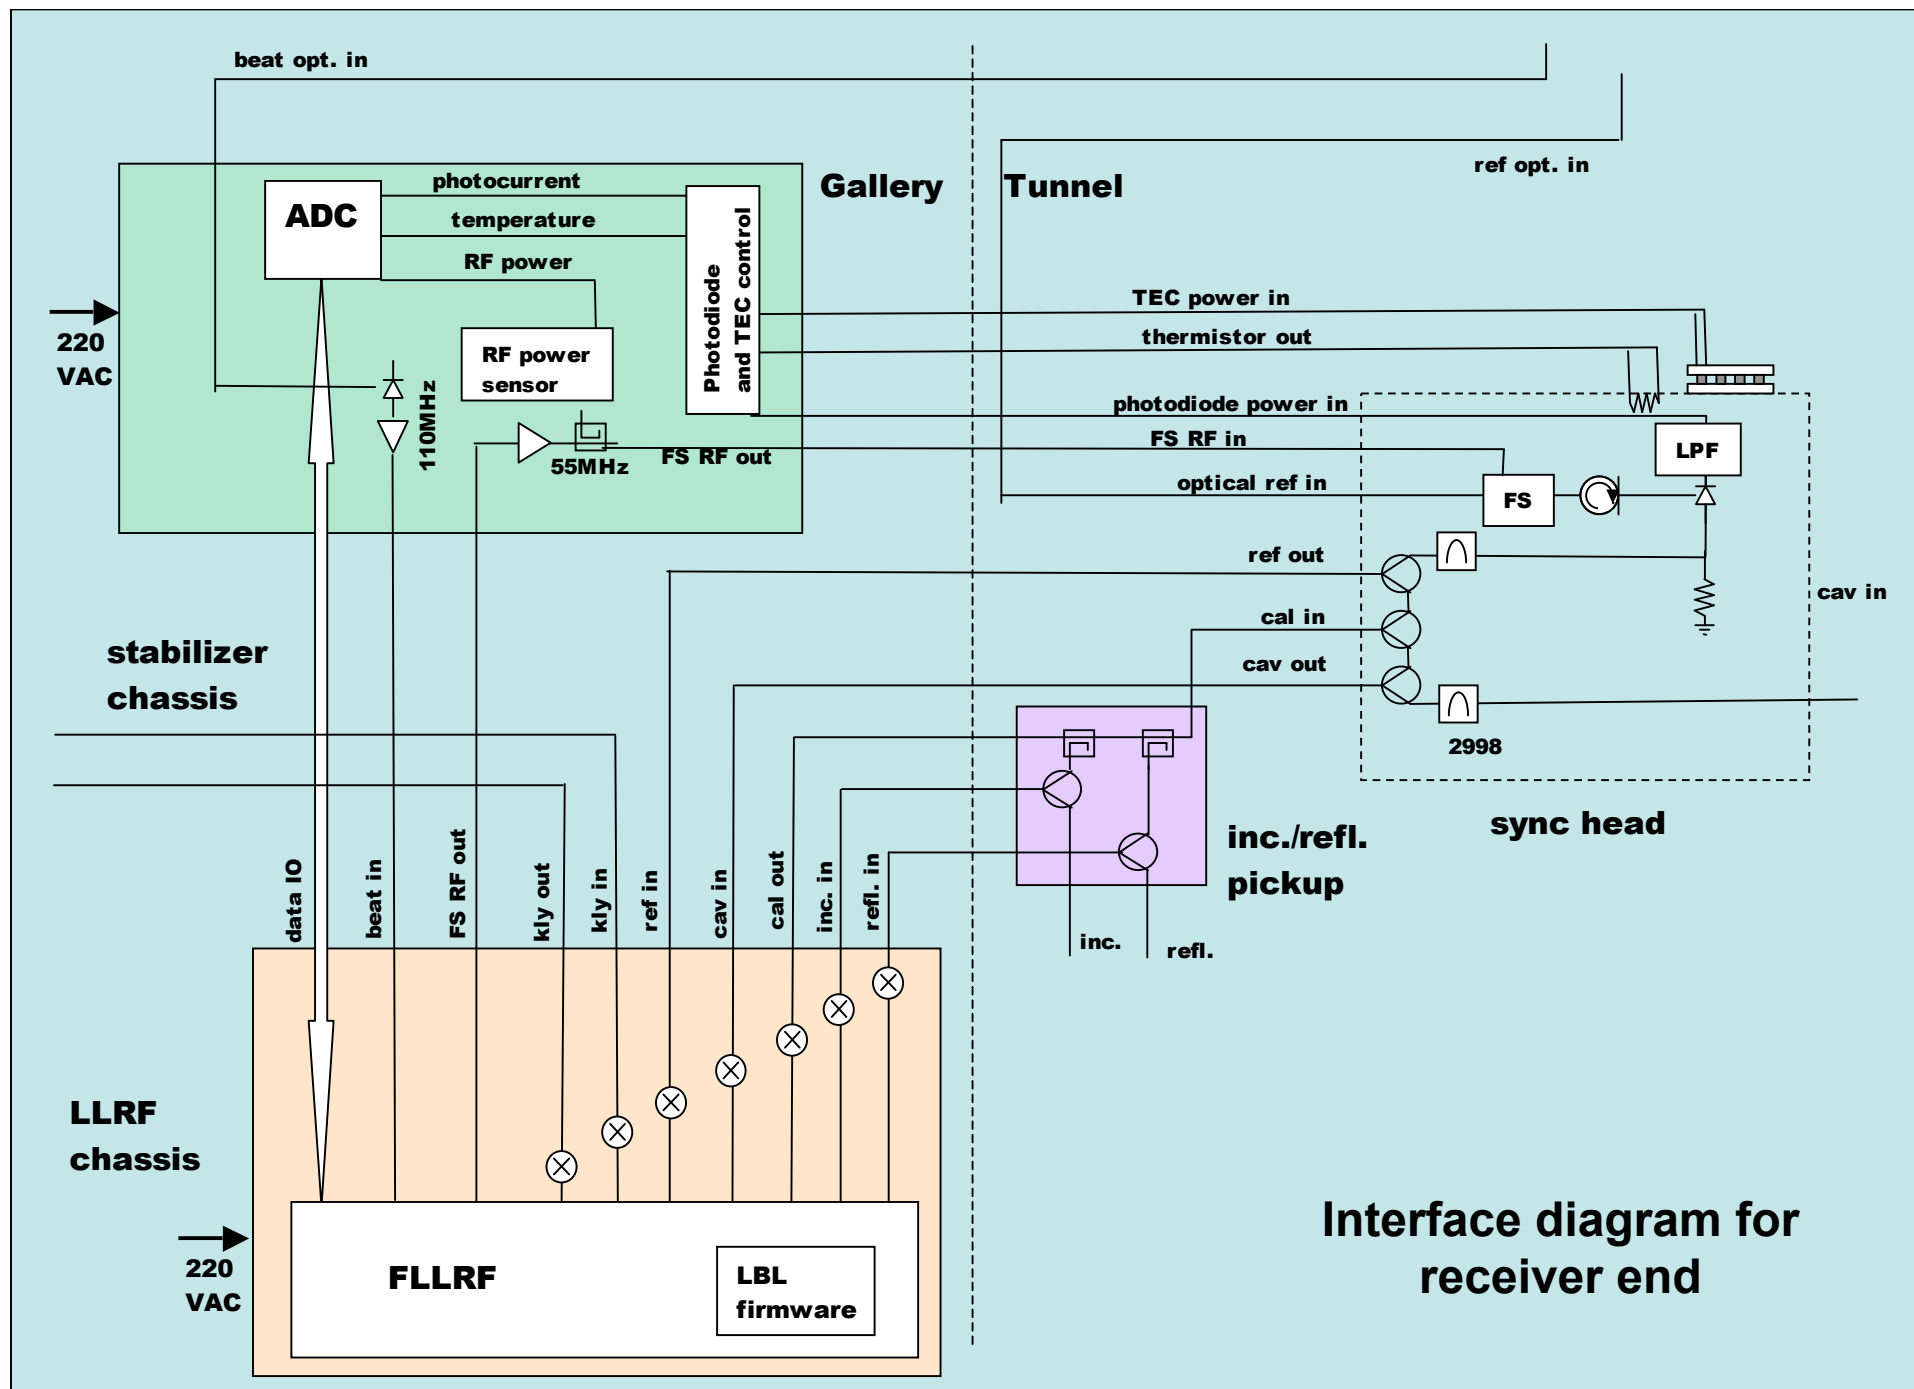 beat opt. in
ref opt. in
photocurrent
ADC
temperature
RF power
Gallery
Tunnel
Photodiode
and TEC control
TEC power in
thermistor out
220
VAC
RF power
sensor
110MHz
photodiode power in
FS RF in
55MHz
FS RF out
LPF
optical ref in
FS
ref out
cav in
cal in
cav out
stabilizer
chassis
2998
sync head
inc./refl.
pickup
data IO
beat in
FS RF out
kly out
kly in
ref in
cav in
cal out
inc. in
refl. in
inc.
refl.
LLRF
chassis
220
VAC
FLLRF
LBL
firmware
Interface diagram for
receiver end